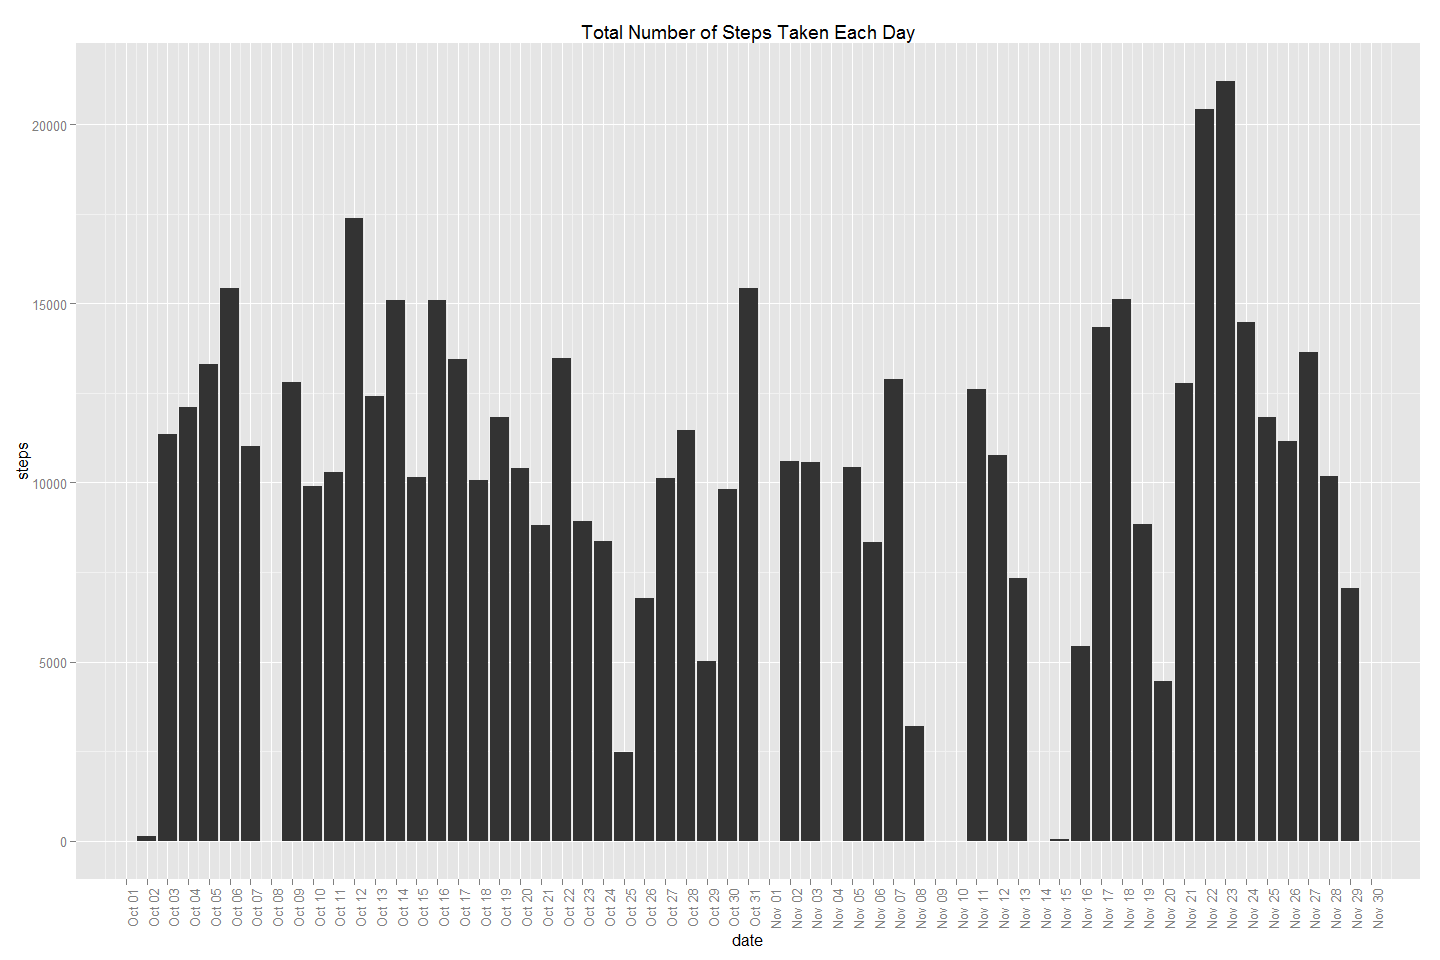 Total Number of Steps Taken Each Day
steps
20000
15000
10000
5000
0
Oct 01
Oct 02
Oct 03
Oct 04
Oct 05
Oct 06
Oct 07
Oct 08
Oct 09
Oct 10
Oct 11
Oct 12
Oct 13
Oct 14
Oct 15
Oct 16
Oct 17
Oct 18
Oct 19
Oct 20
Oct 21
Oct 22
Oct 23
Oct 24
Oct 25
Oct 26
Oct 27
Oct 28
Oct 29
Oct 30
Oct 31
Nov 01
Nov 02
Nov 03
Nov 04
Nov 05
Nov 06
Nov 07
Nov 08
Nov 09
Nov 10
Nov 11
Nov 12
Nov 13
Nov 14
Nov 15
Nov 16
Nov 17
Nov 18
Nov 19
Nov 20
Nov 21
Nov 22
Nov 23
Nov 24
Nov 25
Nov 26
Nov 27
Nov 28
Nov 29
Nov 30
date